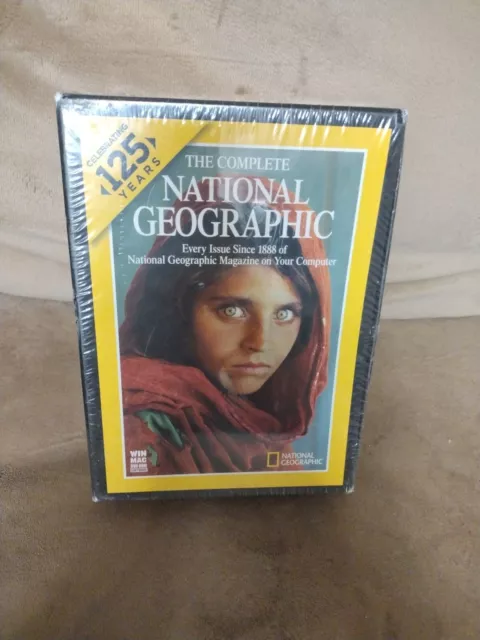 CELEBRATING
125
YEARS
THE COMPLETE
NATIONAL
GEOGRAPHIC
Every Issue Since 1888 of
National Geographic Magazine on Your Computer
WIN
MAC
NATIONAL
GEOGRAPHIC